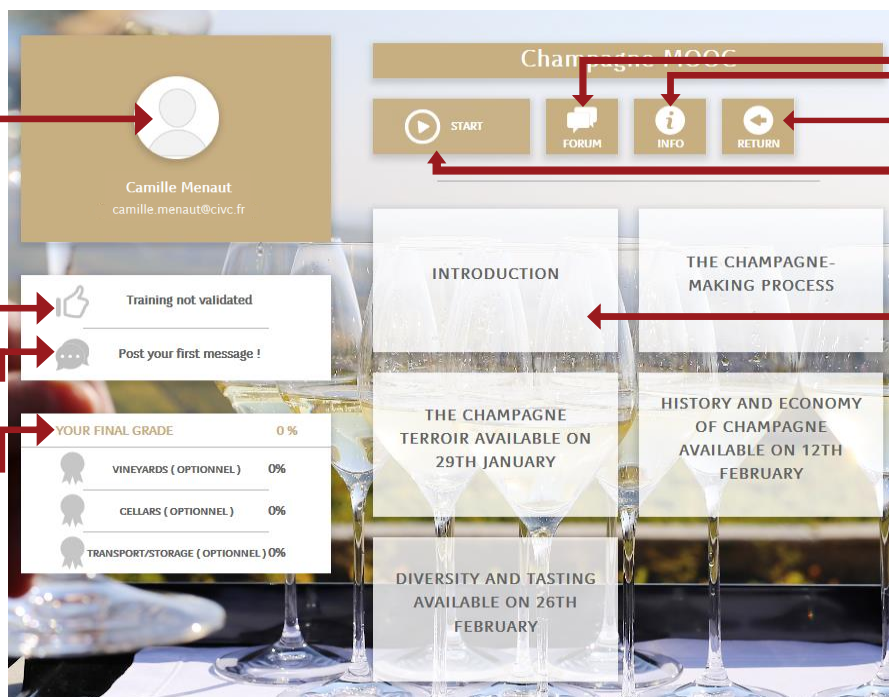 Camille Menaut
camille.menaut@civc.fr
Training not validated
Post your first message !
YOUR FINAL GRADE 0 %
VINEYARDS ( OPTIONNEL ) 0%
CELLARS ( OPTIONNEL ) 0%
TRANSPORT/STORAGE ( OPTIONNEL ) 0%
Champagne MOOC
START
FORUM
INFO
RETURN
INTRODUCTION
THE CHAMPAGNE-
MAKING PROCESS
THE CHAMPAGNE
TERROIR AVAILABLE ON
29TH JANUARY
HISTORY AND ECONOMY
OF CHAMPAGNE
AVAILABLE ON 12TH
FEBRUARY
DIVERSITY AND TASTING
AVAILABLE ON 26TH
FEBRUARY